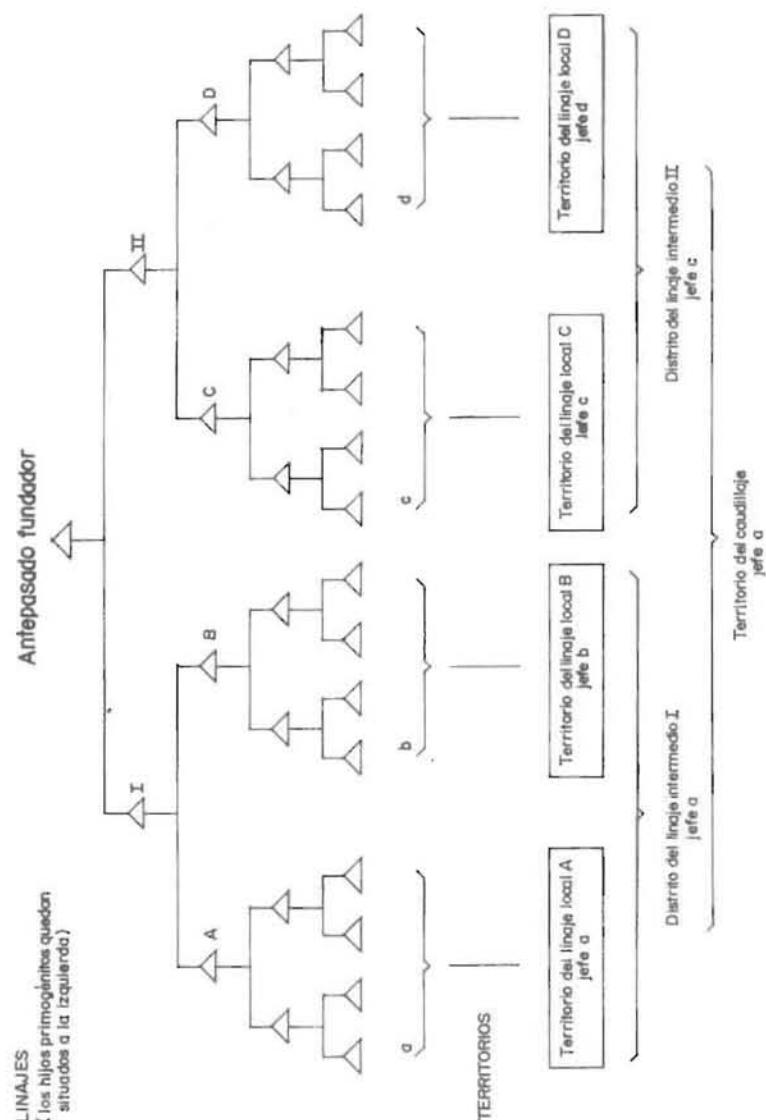 LINAJES
( los hijos primogénitos quedan
situados a la izquierda)
Antepasado fundador
I
II
A
B
C
D
a
b
c
d
TERRITORIOS
Territorio del linaje local A
jefe a
Territorio del linaje local B
jefe b
Territorio del linaje local C
jefe c
Territorio del linaje local D
jefe d
Distrito del linaje intermedio I
jefe a
Distrito del linaje intermedio II
jefe c
Territorio del caudillaje
jefe a